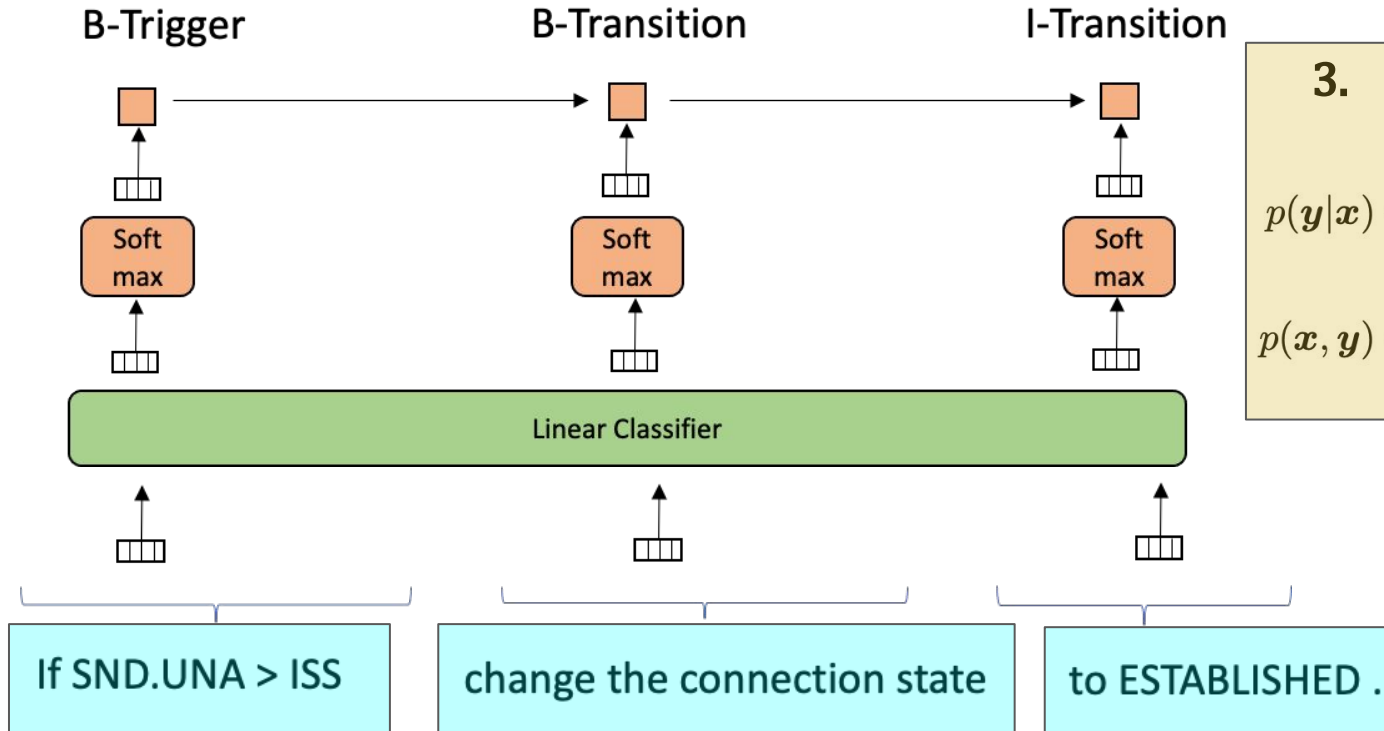 B-Trigger B-Transition I-Transition
3.
Soft Soft Soft
max max max
p(y|x)
p(x, y)
Linear Classifier
If SND.UNA > ISS change the connection state to ESTABLISHED .